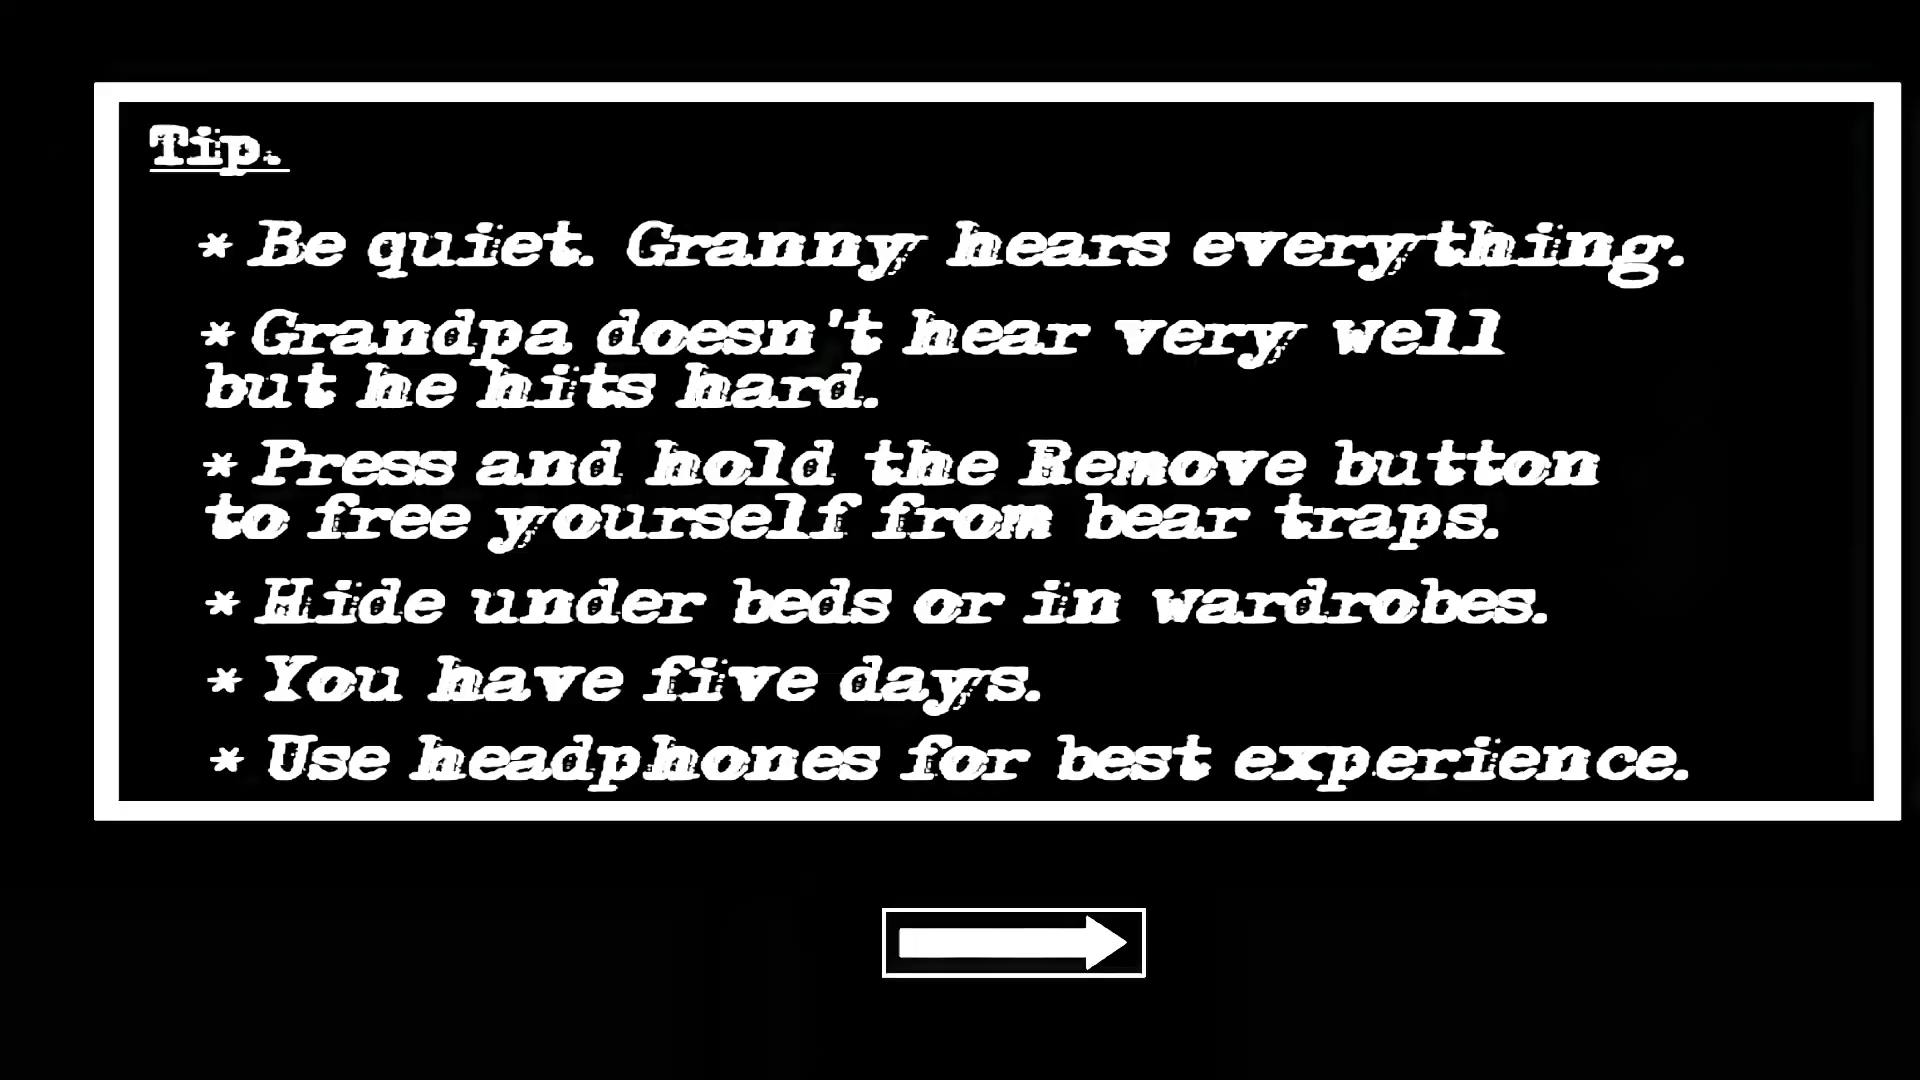 Tip.
* Be quiet. Granny hears everything.
* Grandpa doesn't hear very well
but he hits hard.
* Press and hold the Remove button
to free yourself from bear traps.
* Hide under beds or in wardrobes.
* You have five days.
* Use headphones for best experience.